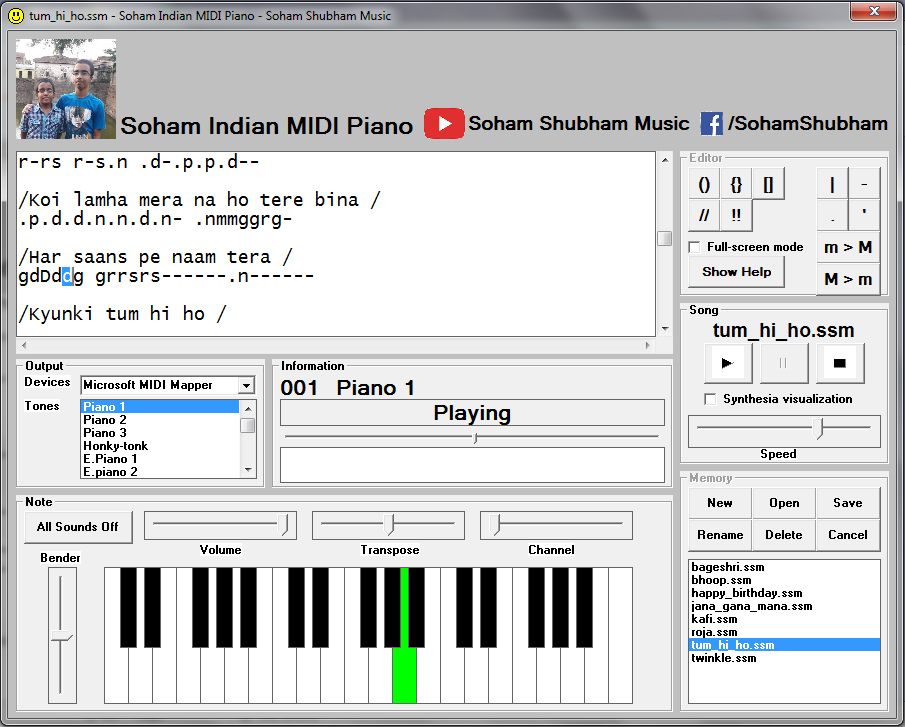 tum_hi_ho.ssm - Soham Indian MIDI Piano - Soham Shubham Music
Soham Indian MIDI Piano
Soham Shubham Music
/SohamShubham
r-rs r-s.n .d-.p.p.d--
/Koi lamha mera na ho tere bina /
.p.d.d.n.n.d.n- .nmmggrg-
/Har saans pe naam tera /
gdDddg grrsrs------.n------
/Kyunki tum hi ho /
Editor
() {} [] | -
// !! . '
Full-screen mode
m > M
Show Help
M > m
Song
tum_hi_ho.ssm
Synthesia visualization
Speed
Output
Devices Microsoft MIDI Mapper
Tones
Piano 1
Piano 2
Piano 3
Honky-tonk
E.Piano 1
E.piano 2
Information
001 Piano 1
Playing
Memory
New Open Save
Rename Delete Cancel
bageshri.ssm
bhoop.ssm
happy_birthday.ssm
jana_gana_mana.ssm
kafi.ssm
roja.ssm
tum_hi_ho.ssm
twinkle.ssm
Note
All Sounds Off
Volume
Transpose
Channel
Bender